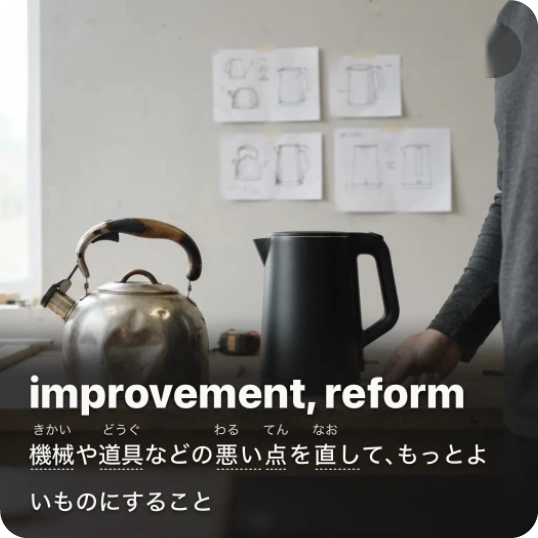 improvement, reform
きかい どうぐ わる てん なお
機械や道具などの悪い点を直して、もっとよ
いものにすること